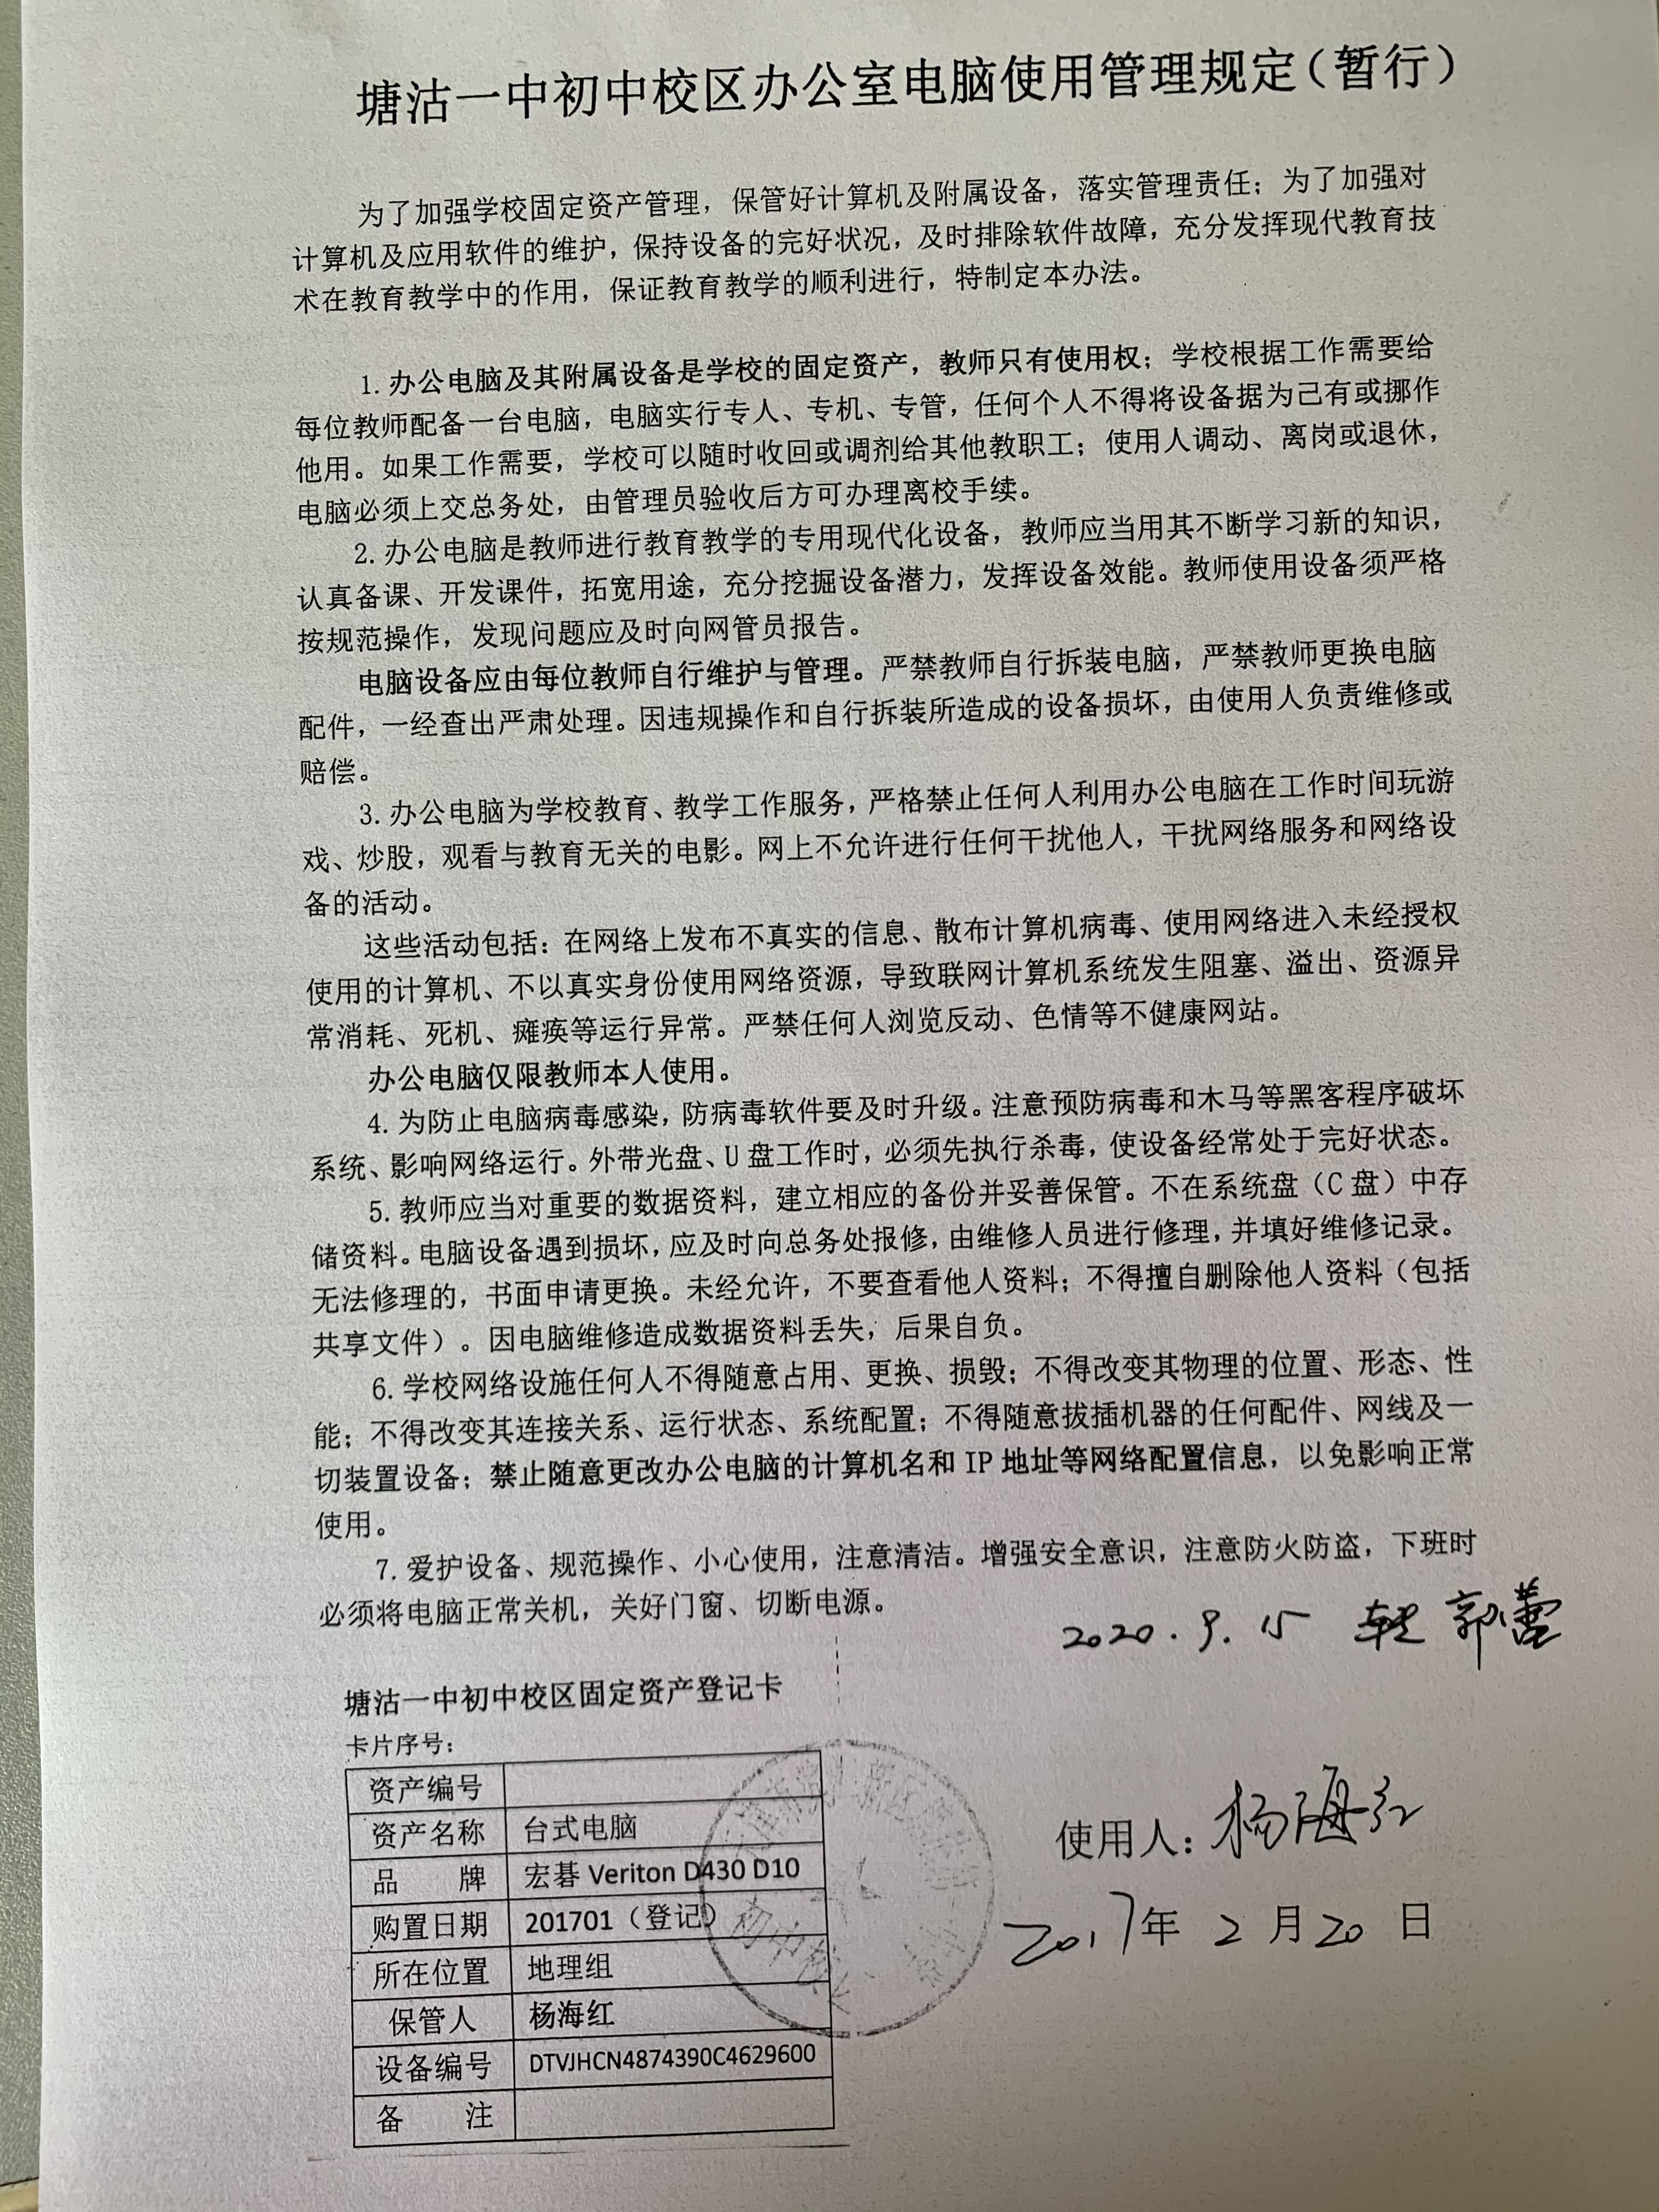 塘沽一中初中校区办公室电脑使用管理规定（暂行）
为了加强学校固定资产管理，保管好计算机及附属设备，落实管理责任；为了加强对
计算机及应用软件的维护，保持设备的完好状况，及时排除软件故障，充分发挥现代教育技
术在教育教学中的作用，保证教育教学的顺利进行，特制定本办法。
1.办公电脑及其附属设备是学校的固定资产，教师只有使用权；学校根据工作需要给
每位教师配备一台电脑，电脑实行专人、专机、专管，任何个人不得将设备据为己有或挪作
他用。如果工作需要，学校可以随时收回或调剂给其他教职工；使用人调动、离岗或退休，
电脑必须上交总务处，由管理员验收后方可办理离校手续。
2.办公电脑是教师进行教育教学的专用现代化设备，教师应当用其不断学习新的知识，
认真备课、开发课件，拓宽用途，充分挖掘设备潜力，发挥设备效能。教师使用设备须严格
按规范操作，发现问题应及时向网管员报告。
电脑设备应由每位教师自行维护与管理。严禁教师自行拆装电脑，严禁教师更换电脑
配件，一经查出严肃处理。因违规操作和自行拆装所造成的设备损坏，由使用人负责维修或
赔偿。
3.办公电脑为学校教育、教学工作服务，严格禁止任何人利用办公电脑在工作时间玩游
戏、炒股，观看与教育无关的电影。网上不允许进行任何干扰他人，干扰网络服务和网络设
备的活动。
这些活动包括：在网络上发布不真实的信息、散布计算机病毒、使用网络进入未经授权
使用的计算机、不以真实身份使用网络资源，导致联网计算机系统发生阻塞、溢出、资源异
常消耗、死机、瘫痪等运行异常。严禁任何人浏览反动、色情等不健康网站。
办公电脑仅限教师本人使用。
4.为防止电脑病毒感染，防病毒软件要及时升级。注意预防病毒和木马等黑客程序破坏
系统、影响网络运行。外带光盘、U盘工作时，必须先执行杀毒，使设备经常处于完好状态。
5.教师应当对重要的数据资料，建立相应的备份并妥善保管。不在系统盘（C盘）中存
储资料。电脑设备遇到损坏，应及时向总务处报修，由维修人员进行修理，并填好维修记录。
无法修理的，书面申请更换。未经允许，不要查看他人资料；不得擅自删除他人资料（包括
共享文件）。因电脑维修造成数据资料丢失，后果自负。
6.学校网络设施任何人不得随意占用、更换、损毁；不得改变其物理的位置、形态、性
能；不得改变其连接关系、运行状态、系统配置；不得随意拔插机器的任何配件、网线及一
切装置设备；禁止随意更改办公电脑的计算机名和 IP 地址等网络配置信息，以免影响正常
使用。
7.爱护设备、规范操作、小心使用，注意清洁。增强安全意识，注意防火防盗，下班时
必须将电脑正常关机，关好门窗、切断电源。
2020.9.15 转 郭蕾
塘沽一中初中校区固定资产登记卡
卡片序号：
资产编号
资产名称 台式电脑
品 牌 宏碁 Veriton D430 D10
购置日期 201701（登记）
所在位置 地理组
保管人 杨海红
设备编号 DTVJHCN4874390C4629600
备 注
使用人：杨海红
2017年 2 月 20 日